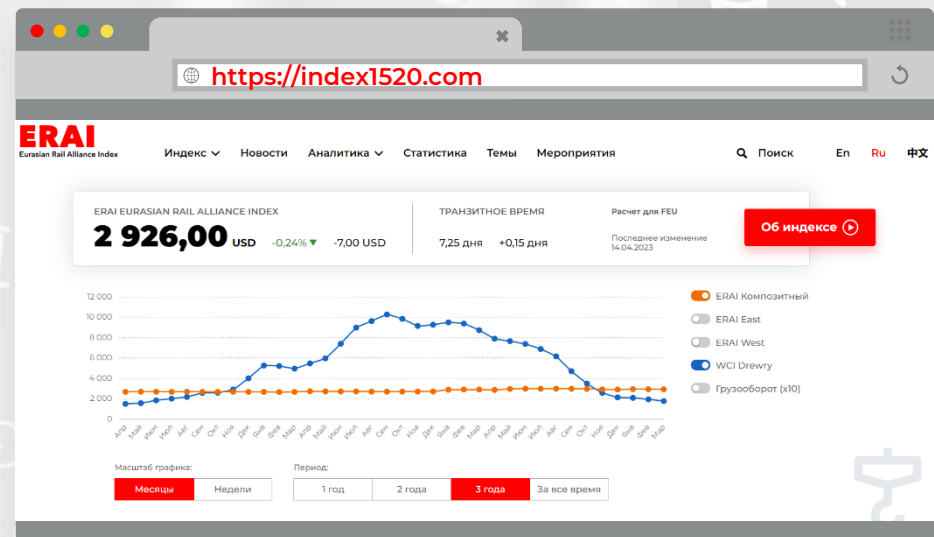 https://index1520.com
ERAI
Eurasian Rail Alliance Index
Индекс Новости Аналитика Статистика Темы Мероприятия Поиск En Ru 中文
ERAI EURASIAN RAIL ALLIANCE INDEX
2 926,00 USD -0,24% -7,00 USD
ТРАНЗИТНОЕ ВРЕМЯ
7,25 дня +0,15 дня
Расчет для FEU
Последнее изменение
14.04.2023
Об индексе
12 000
10 000
8 000
6 000
4 000
2 000
0
Апр Май Июн Июл Авг Сен Окт Ноя Дек Янв Фев Мар Апр Май Июн Июл Авг Сен Окт Ноя Дек Янв Фев Мар Апр Май Июн Июл Авг Сен Окт Ноя Дек Янв Фев Мар
ERAI Композитный
ERAI East
ERAI West
WCI Drewry
Грузооборот (x10)
Масштаб графика:
Месяцы Недели
Период:
1 год 2 года 3 года За все время